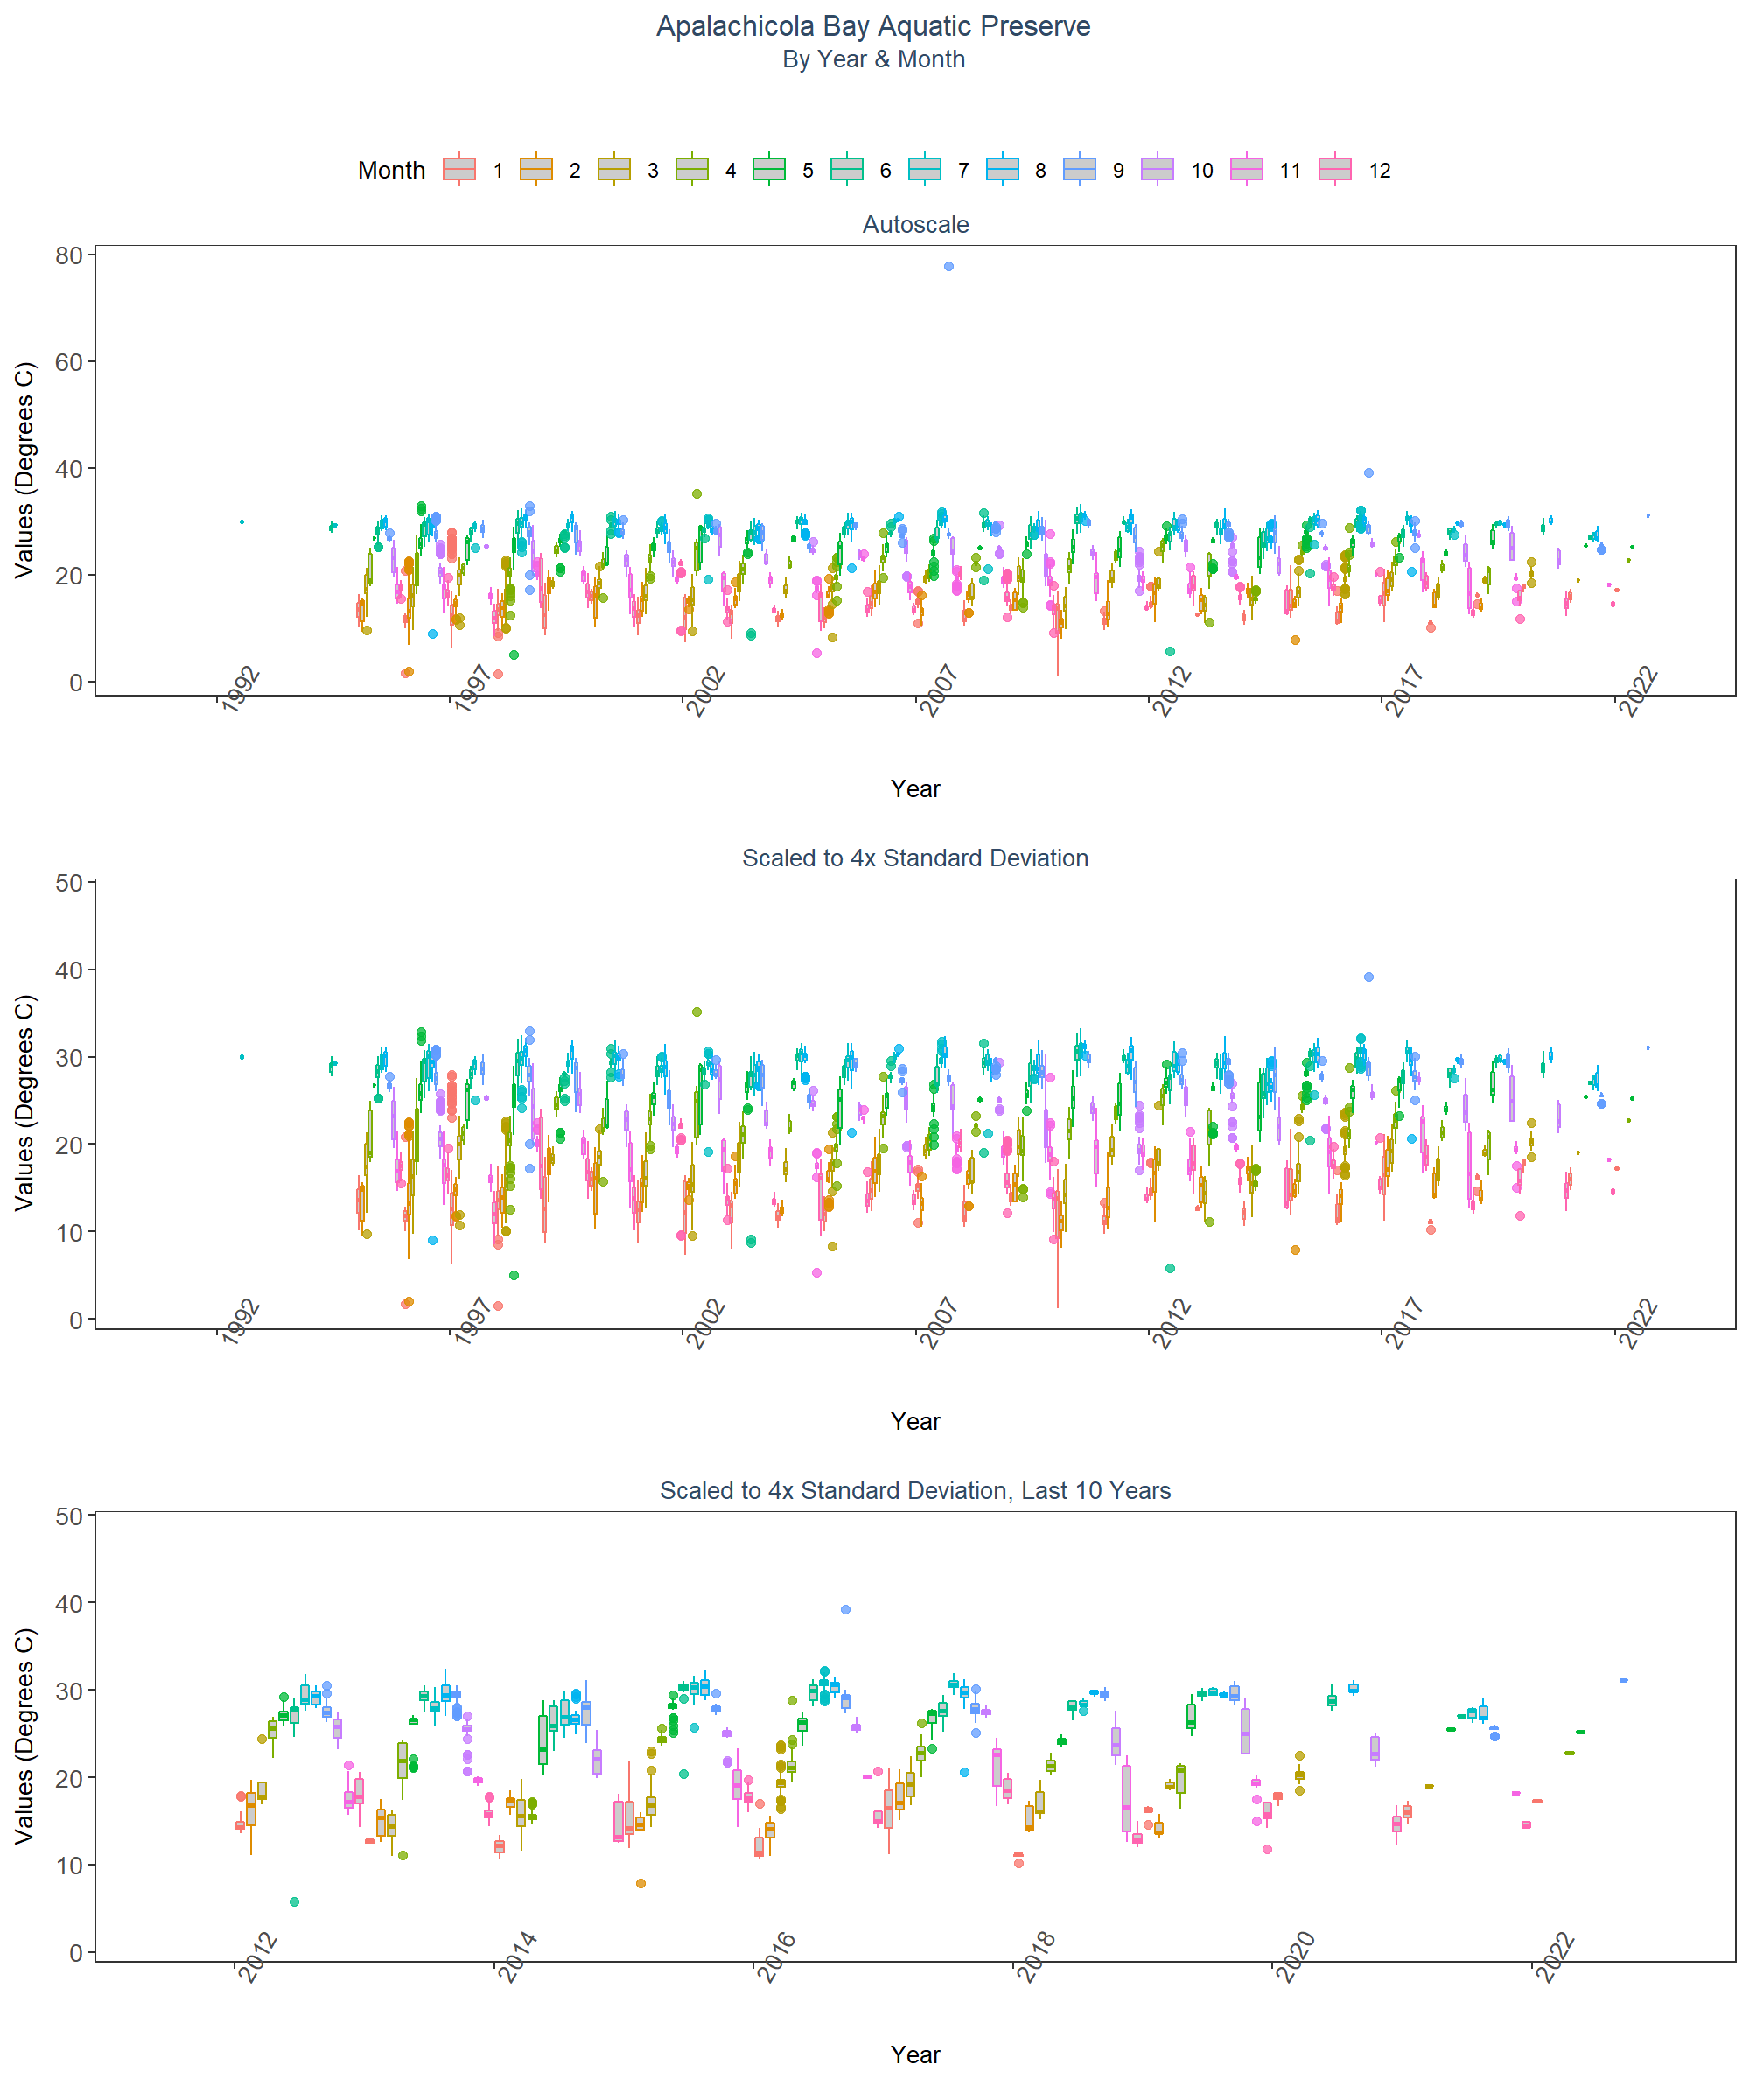 Apalachicola Bay Aquatic Preserve
By Year & Month
Month 1 2 3 4 5 6 7 8 9 10 11 12
Autoscale
Values (Degrees C)
80
60
40
20
0
1992 1997 2002 2007 2012 2017 2022
Year
Scaled to 4x Standard Deviation
Values (Degrees C)
50
40
30
20
10
0
1992 1997 2002 2007 2012 2017 2022
Year
Scaled to 4x Standard Deviation, Last 10 Years
Values (Degrees C)
50
40
30
20
10
0
2012 2014 2016 2018 2020 2022
Year